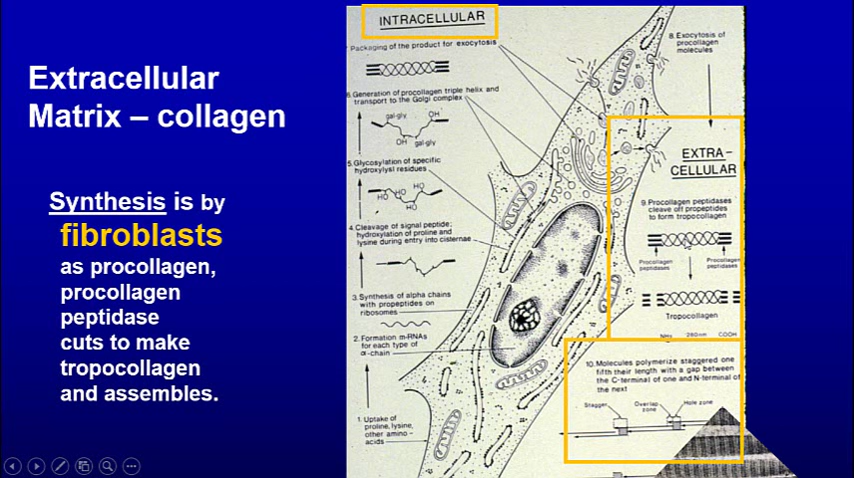 Extracellular
Matrix – collagen
Synthesis is by
fibroblasts
as procollagen,
procollagen
peptidase
cuts to make
tropocollagen
and assembles.
INTRACELLULAR
Packaging of the product for exocytosis
6. Generation of procollagen triple helix and
transport to the Golgi complex
gal-gly
OH
OH
gal-gly
5. Glycosylation of specific
hydroxylysl residues
HO
HO
HO
HO
4. Cleavage of signal peptide:
hydroxylation of proline and
lysine during entry into cisternae
3. Synthesis of alpha chains
with propeptides on
ribosomes
2. Formation m-RNAs
for each type of
α-chain
1. Uptake of
proline, lysine,
other amino-
acids
8. Exocytosis of
procollagen
molecules
EXTRA-
CELLULAR
9. Procollagen peptidases
cleave off propeptides
to form tropocollagen
Procollagen
peptidases
Procollagen
peptidases
Tropocollagen
NH₂
280nm
COOH
10. Molecules polymerize staggered one
fifth their length with a gap between
the C-terminal of one and N-terminal of
the next
Stagger
Overlap
zone
Hole zone